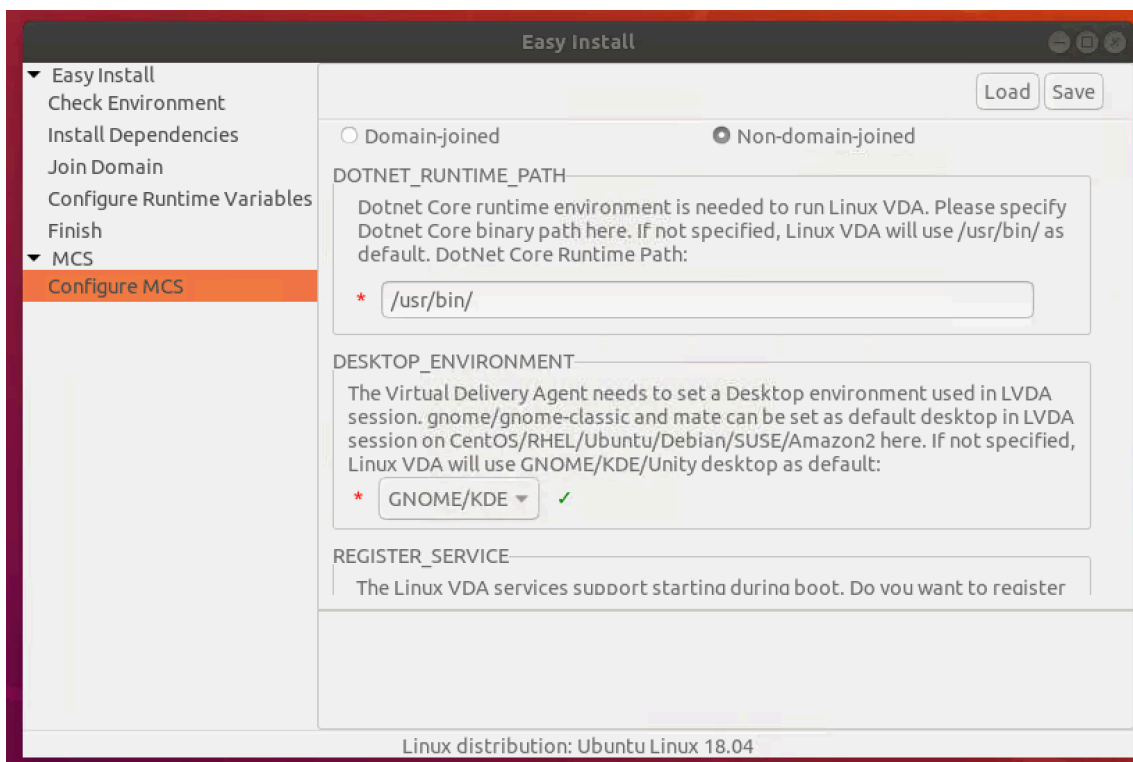 Easy Install
Easy Install
Check Environment
Install Dependencies
Join Domain
Configure Runtime Variables
Finish
MCS
Configure MCS
Load
Save
Domain-joined
Non-domain-joined
DOTNET_RUNTIME_PATH
Dotnet Core runtime environment is needed to run Linux VDA. Please specify
Dotnet Core binary path here. If not specified, Linux VDA will use /usr/bin/ as
default. DotNet Core Runtime Path:
* /usr/bin/
DESKTOP_ENVIRONMENT
The Virtual Delivery Agent needs to set a Desktop environment used in LVDA
session. gnome/gnome-classic and mate can be set as default desktop in LVDA
session on CentOS/RHEL/Ubuntu/Debian/SUSE/Amazon2 here. If not specified,
Linux VDA will use GNOME/KDE/Unity desktop as default:
* GNOME/KDE ✓
REGISTER_SERVICE
The Linux VDA services support starting during boot. Do you want to register
Linux distribution: Ubuntu Linux 18.04